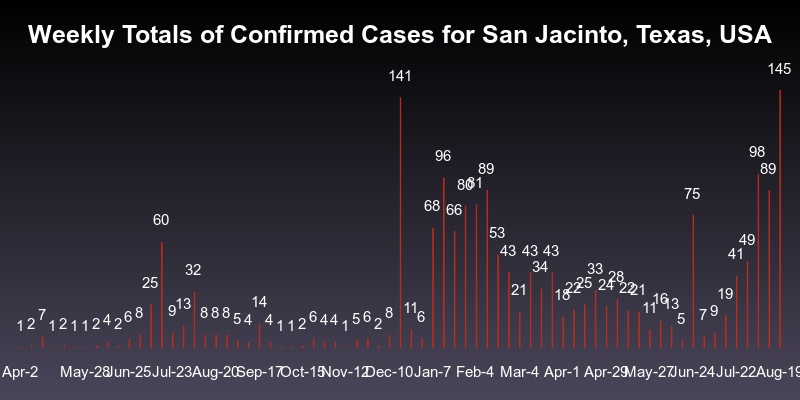 Weekly Totals of Confirmed Cases for San Jacinto, Texas, USA
1 2 7 1 2 1 1 2 4 2 6 8 25 60 9 13 32 8 8 8 5 4 14 4 1 1 2 6 4 4 1 5 6 2 8 141 11 6 68 96 66 80 81 89 53 43 21 43 34 43 18 22 25 33 24 28 22 21 11 16 13 5 75 7 9 19 41 49 98 89 145
Apr-2 May-28 Jun-25 Jul-23 Aug-20 Sep-17 Oct-15 Nov-12 Dec-10 Jan-7 Feb-4 Mar-4 Apr-1 Apr-29 May-27 Jun-24 Jul-22 Aug-19